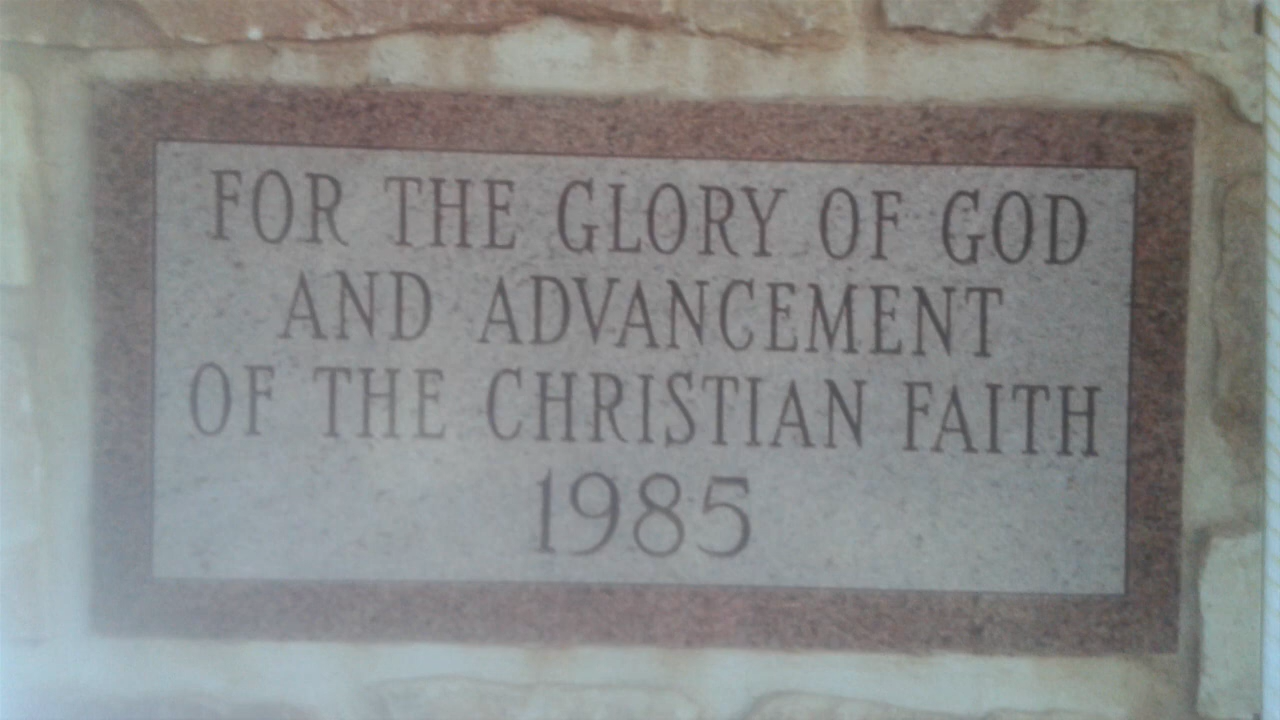 FOR THE GLORY OF GOD
AND ADVANCEMENT
OF THE CHRISTIAN FAITH
1985